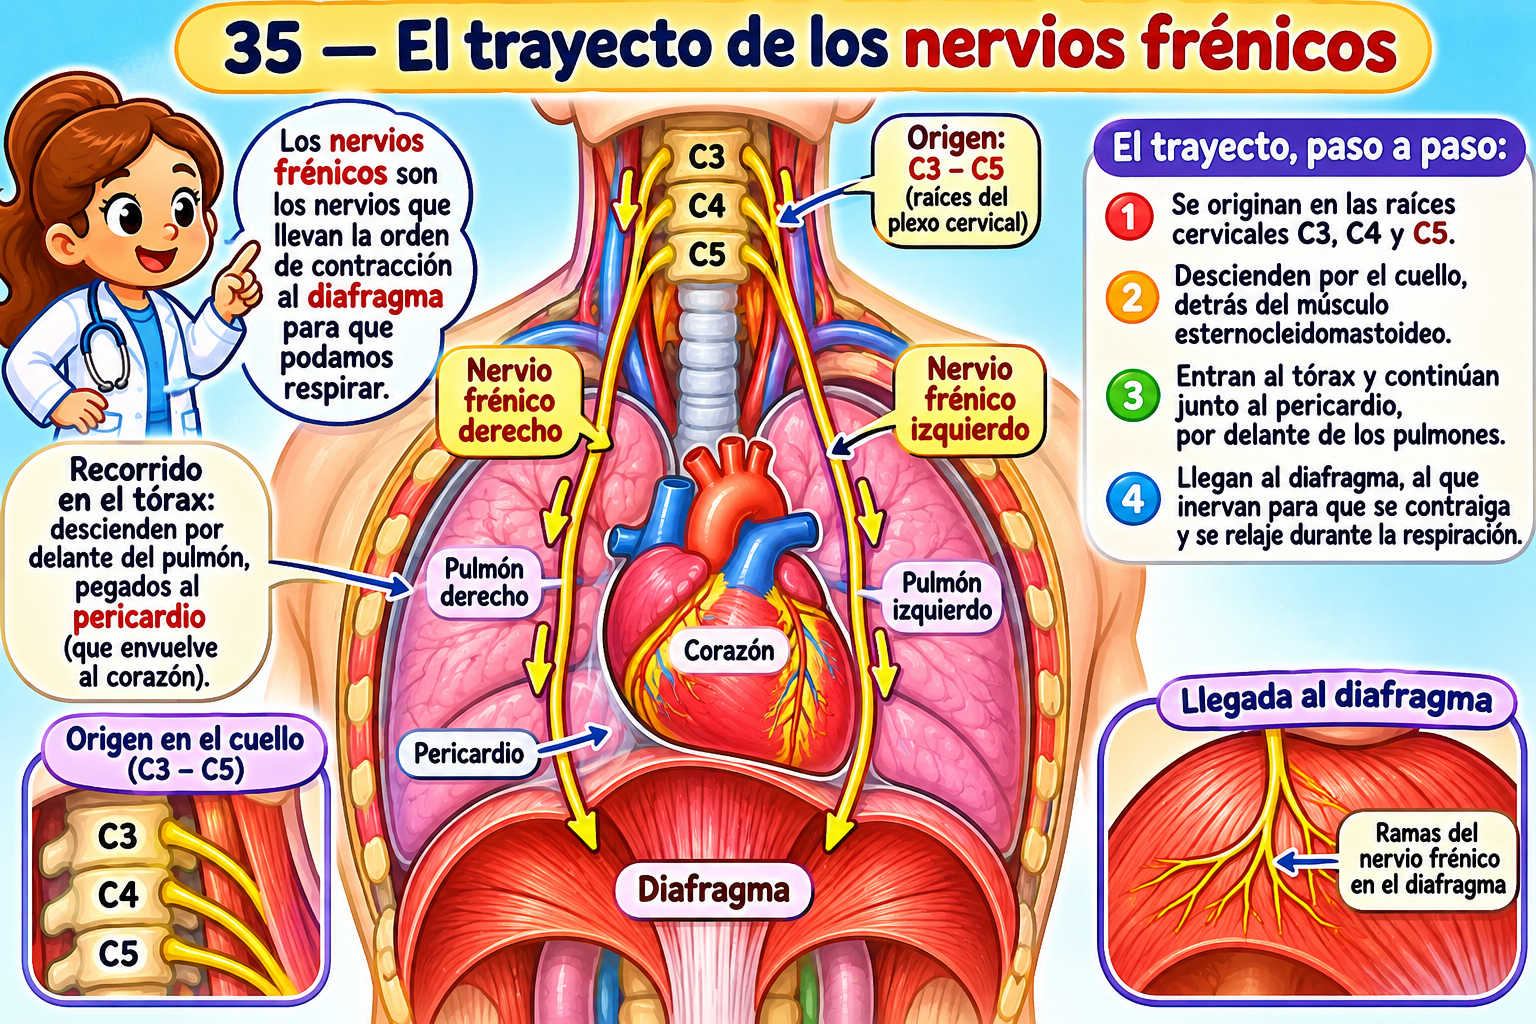 35 — El trayecto de los nervios frénicos
Los nervios
frénicos son
los nervios que
llevan la orden
de contracción
al diafragma
para que
podamos
respirar.
C3
C4
C5
Origen:
C3 – C5
(raíces del
plexo cervical)
El trayecto, paso a paso:
1
Se originan en las raíces
cervicales C3, C4 y C5.
2
Descienden por el cuello,
detrás del músculo
esternocleidomastoideo.
3
Entran al tórax y continúan
junto al pericardio,
por delante de los pulmones.
4
Llegan al diafragma, al que
inervan para que se contraiga
y se relaje durante la respiración.
Nervio
frénico
derecho
Nervio
frénico
izquierdo
Recorrido
en el tórax:
descienden por
delante del pulmón,
pegados al
pericardio
(que envuelve
al corazón).
Pulmón
derecho
Pulmón
izquierdo
Corazón
Pericardio
Diafragma
Origen en el cuello
(C3 – C5)
C3
C4
C5
Llegada al diafragma
Ramas del
nervio frénico
en el diafragma